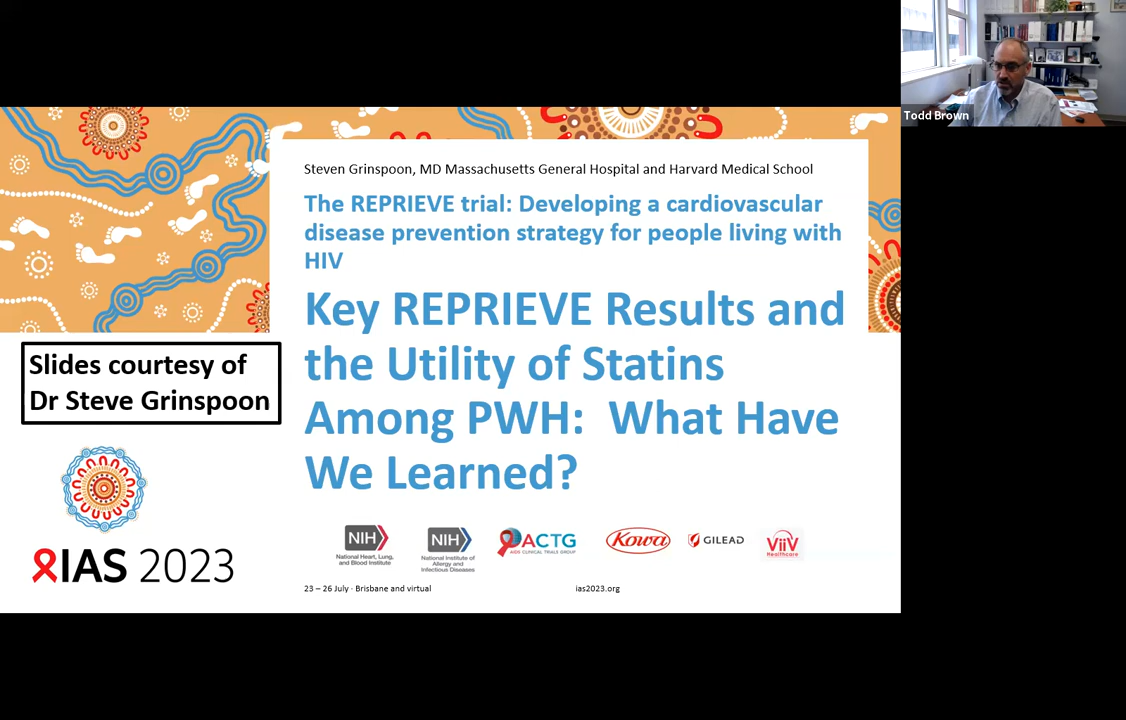 Todd Brown
Steven Grinspoon, MD Massachusetts General Hospital and Harvard Medical School
The REPRIEVE trial: Developing a cardiovascular
disease prevention strategy for people living with
HIV
Key REPRIEVE Results and
the Utility of Statins
Among PWH:  What Have
We Learned?
Slides courtesy of
Dr Steve Grinspoon
IAS 2023
NIH
National Heart, Lung,
and Blood Institute
NIH
National Institute of
Allergy and
Infectious Diseases
ACTG
AIDS CLINICAL TRIALS GROUP
Kowa
GILEAD
ViiV
Healthcare
23 – 26 July · Brisbane and virtual
ias2023.org